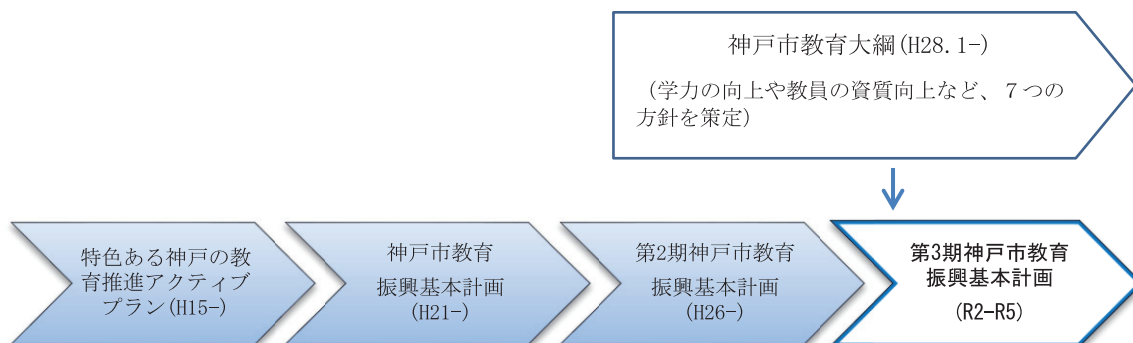 神戸市教育大綱(H28.1-)
（学力の向上や教員の資質向上など、７つの
方針を策定）
特色ある神戸の教
育推進アクティブ
プラン(H15-)
神戸市教育
振興基本計画
(H21-)
第2期神戸市教育
振興基本計画
(H26-)
第3期神戸市教育
振興基本計画
(R2-R5)